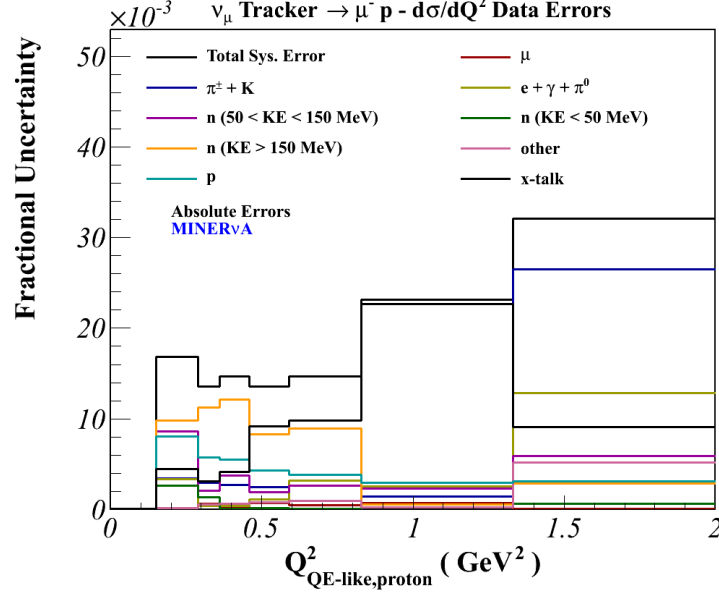 ν_μ Tracker → μ⁻ p - dσ/dQ² Data Errors
×10⁻³
Fractional Uncertainty
Total Sys. Error
μ
π± + K
e + γ + π⁰
n (50 < KE < 150 MeV)
n (KE < 50 MeV)
n (KE > 150 MeV)
other
p
x-talk
Absolute Errors
MINERνA
50
40
30
20
10
0
0
0.5
1
1.5
2
Q²_QE-like,proton ( GeV² )